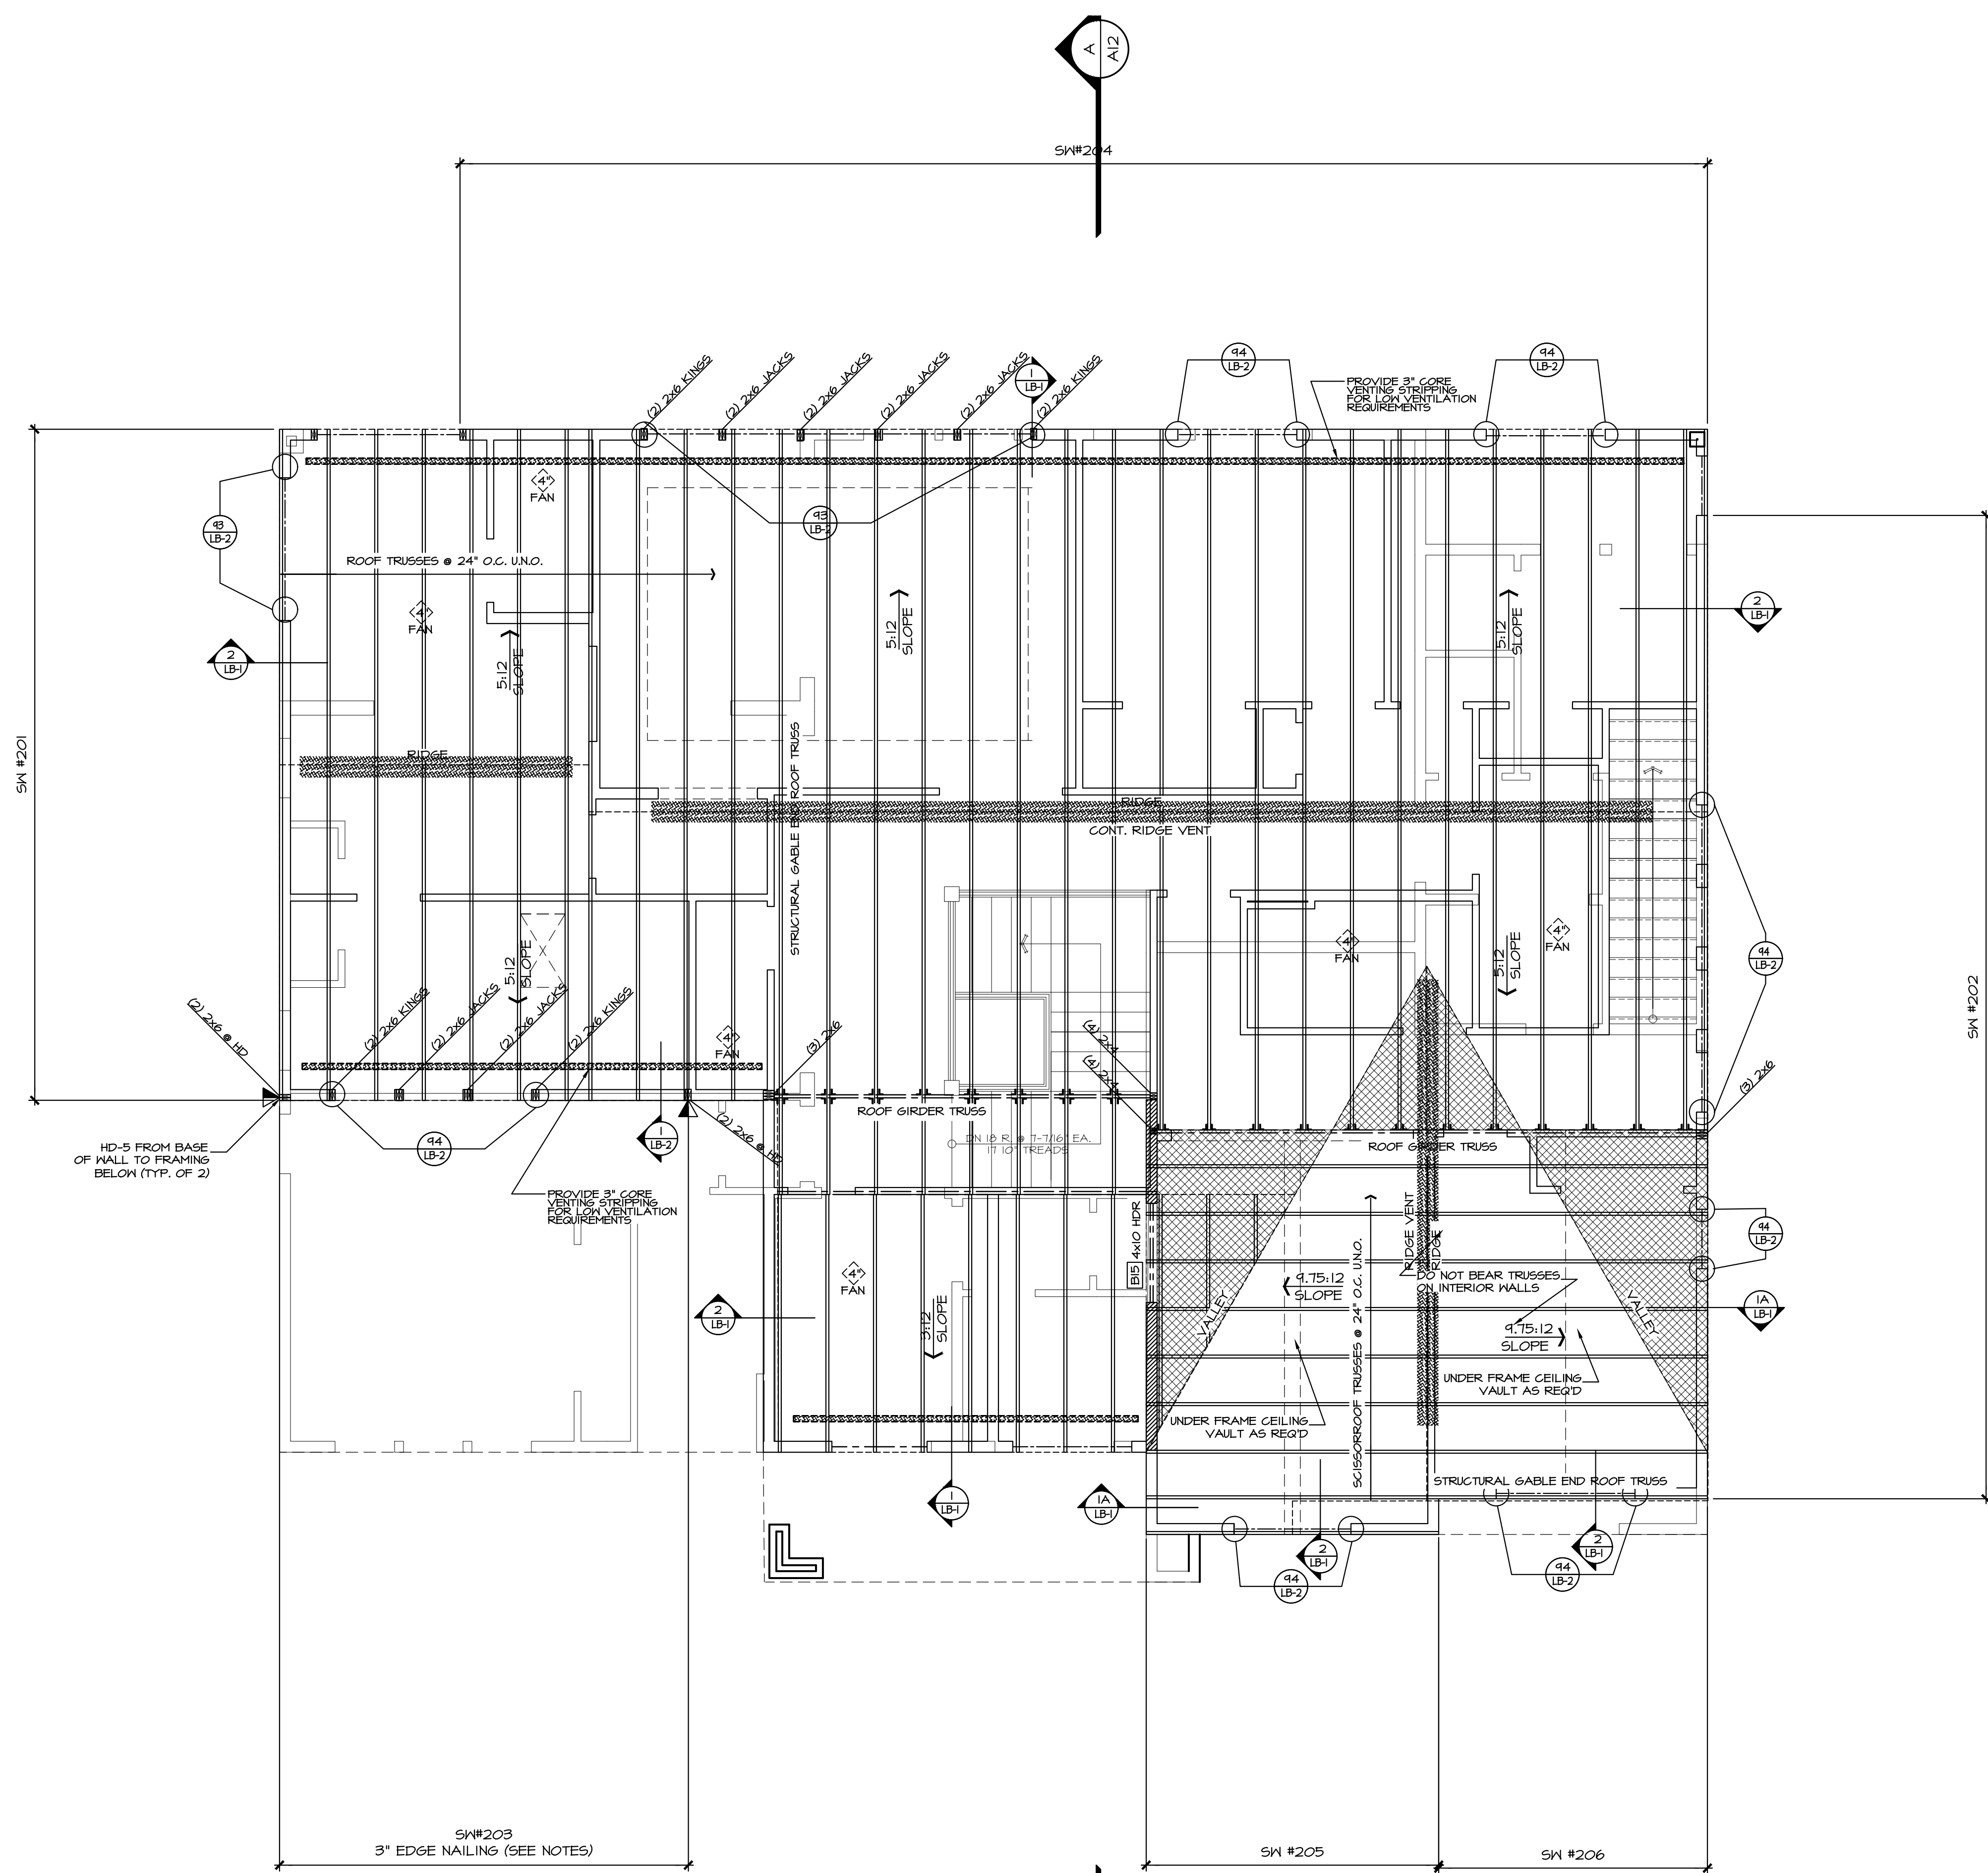 A
A12
SW#204
(2) 2x6 KINGS
(2) 2x6 JACKS
(2) 2x6 JACKS
(2) 2x6 JACKS
(2) 2x6 JACKS
(2) 2x6 KINGS
1
LB-1
94
LB-2
94
LB-2
PROVIDE 3" CORE
VENTING STRIPPING
FOR LOW VENTILATION
REQUIREMENTS
4"
FAN
93
LB-2
93
LB-2
ROOF TRUSSES @ 24" O.C. U.N.O.
4"
FAN
5:12
SLOPE
5:12
SLOPE
5:12
SLOPE
2
LB-1
2
LB-1
SW #201
STRUCTURAL GABLE END ROOF TRUSS
RIDGE
RIDGE
CONT. RIDGE VENT
5:12
SLOPE
4"
FAN
4"
FAN
5:12
SLOPE
94
LB-2
SW #202
(2) 2x6 @ HD
(2) 2x6 KINGS
(2) 2x6 JACKS
(2) 2x6 JACKS
(2) 2x6 KINGS
4"
FAN
(3) 2x6
(4) 2x4
(4) 2x4
(3) 2x6
ROOF GIRDER TRUSS
DN 18 R. @ 7-7/16" EA.
17 10" TREADS
ROOF GIRDER TRUSS
HD-5 FROM BASE
OF WALL TO FRAMING
BELOW (TYP. OF 2)
94
LB-2
1
LB-2
(2) 2x6 @ HD
PROVIDE 3" CORE
VENTING STRIPPING
FOR LOW VENTILATION
REQUIREMENTS
B15 4x10 HDR
RIDGE VENT
RIDGE
94
LB-2
4"
FAN
9.75:12
SLOPE
DO NOT BEAR TRUSSES
ON INTERIOR WALLS
2
LB-1
3:12
SLOPE
VALLEY
SCISSORROOF TRUSSES @ 24" O.C. U.N.O.
9.75:12
SLOPE
VALLEY
1A
LB-1
UNDER FRAME CEILING
VAULT AS REQ'D
UNDER FRAME CEILING
VAULT AS REQ'D
STRUCTURAL GABLE END ROOF TRUSS
1
LB-1
1A
LB-1
2
LB-1
2
LB-1
94
LB-2
94
LB-2
SW#203
3" EDGE NAILING (SEE NOTES)
SW #205
SW #206